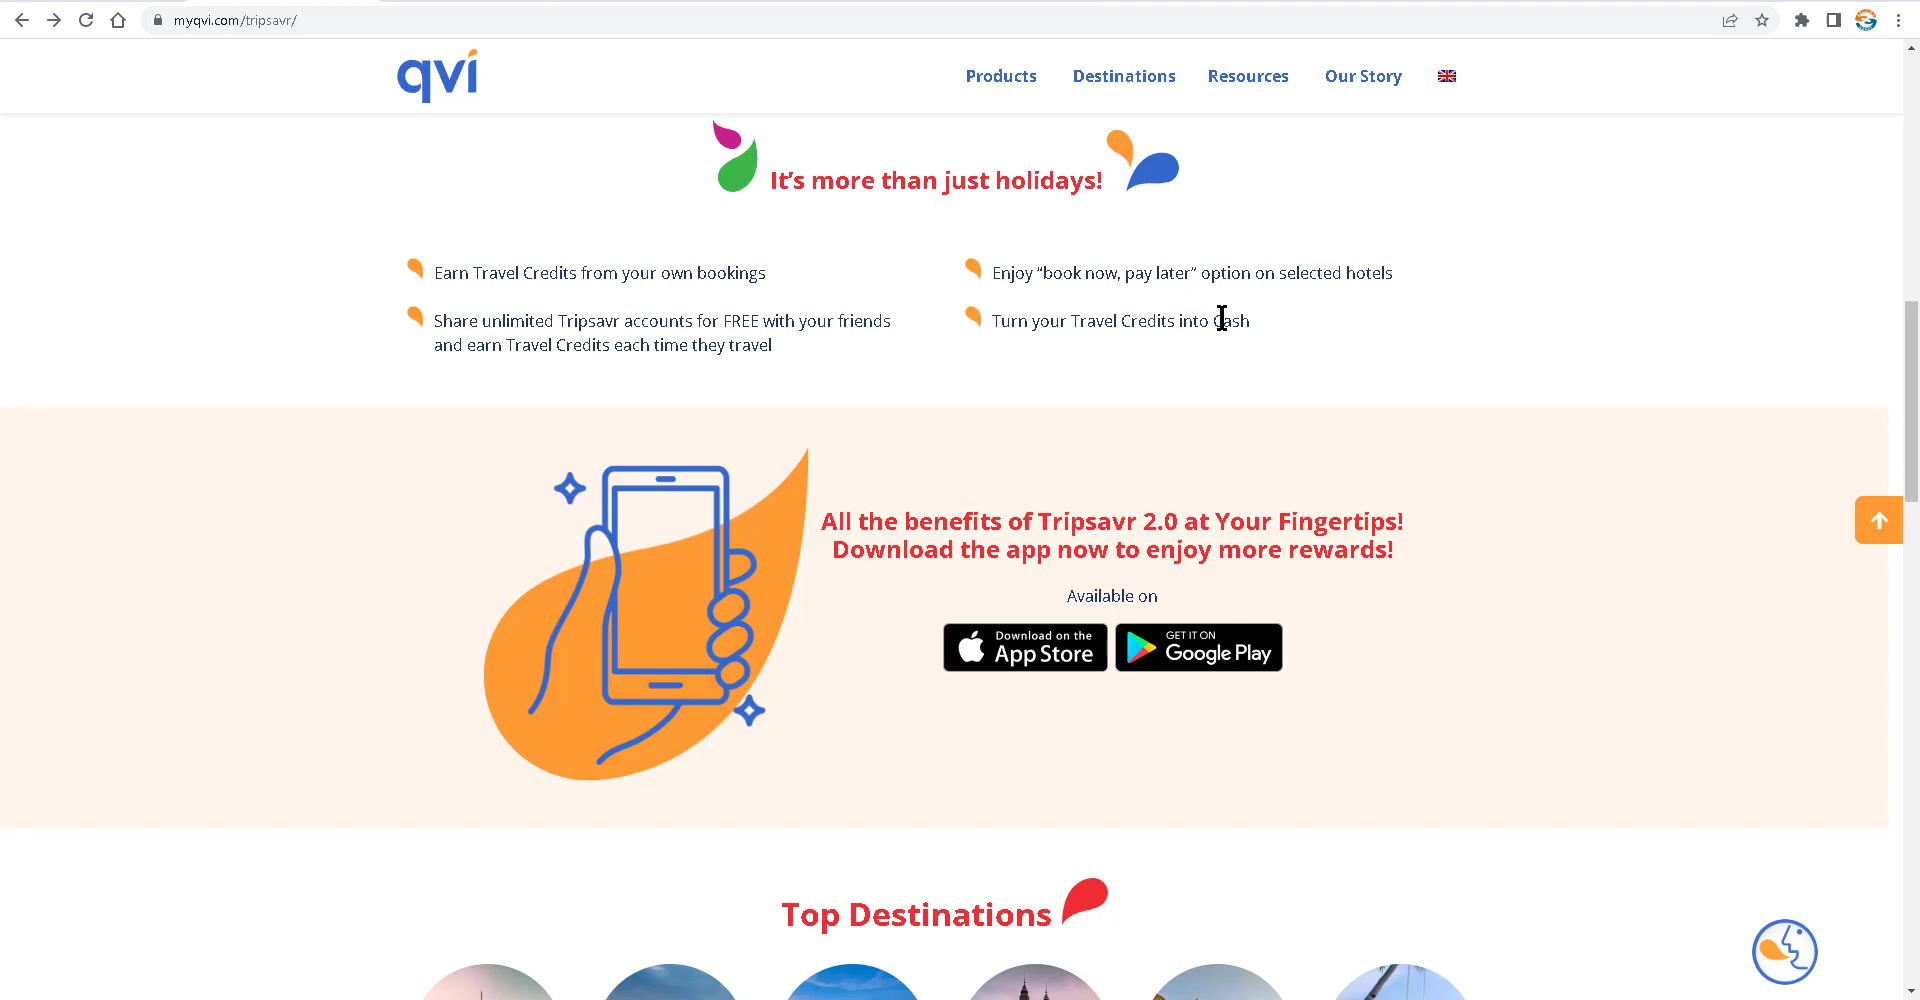 myqvi.com/tripsavr/
qvi
Products
Destinations
Resources
Our Story
It's more than just holidays!
Earn Travel Credits from your own bookings
Share unlimited Tripsavr accounts for FREE with your friends
and earn Travel Credits each time they travel
Enjoy “book now, pay later” option on selected hotels
Turn your Travel Credits into Cash
All the benefits of Tripsavr 2.0 at Your Fingertips!
Download the app now to enjoy more rewards!
Available on
Download on the
App Store
GET IT ON
Google Play
Top Destinations